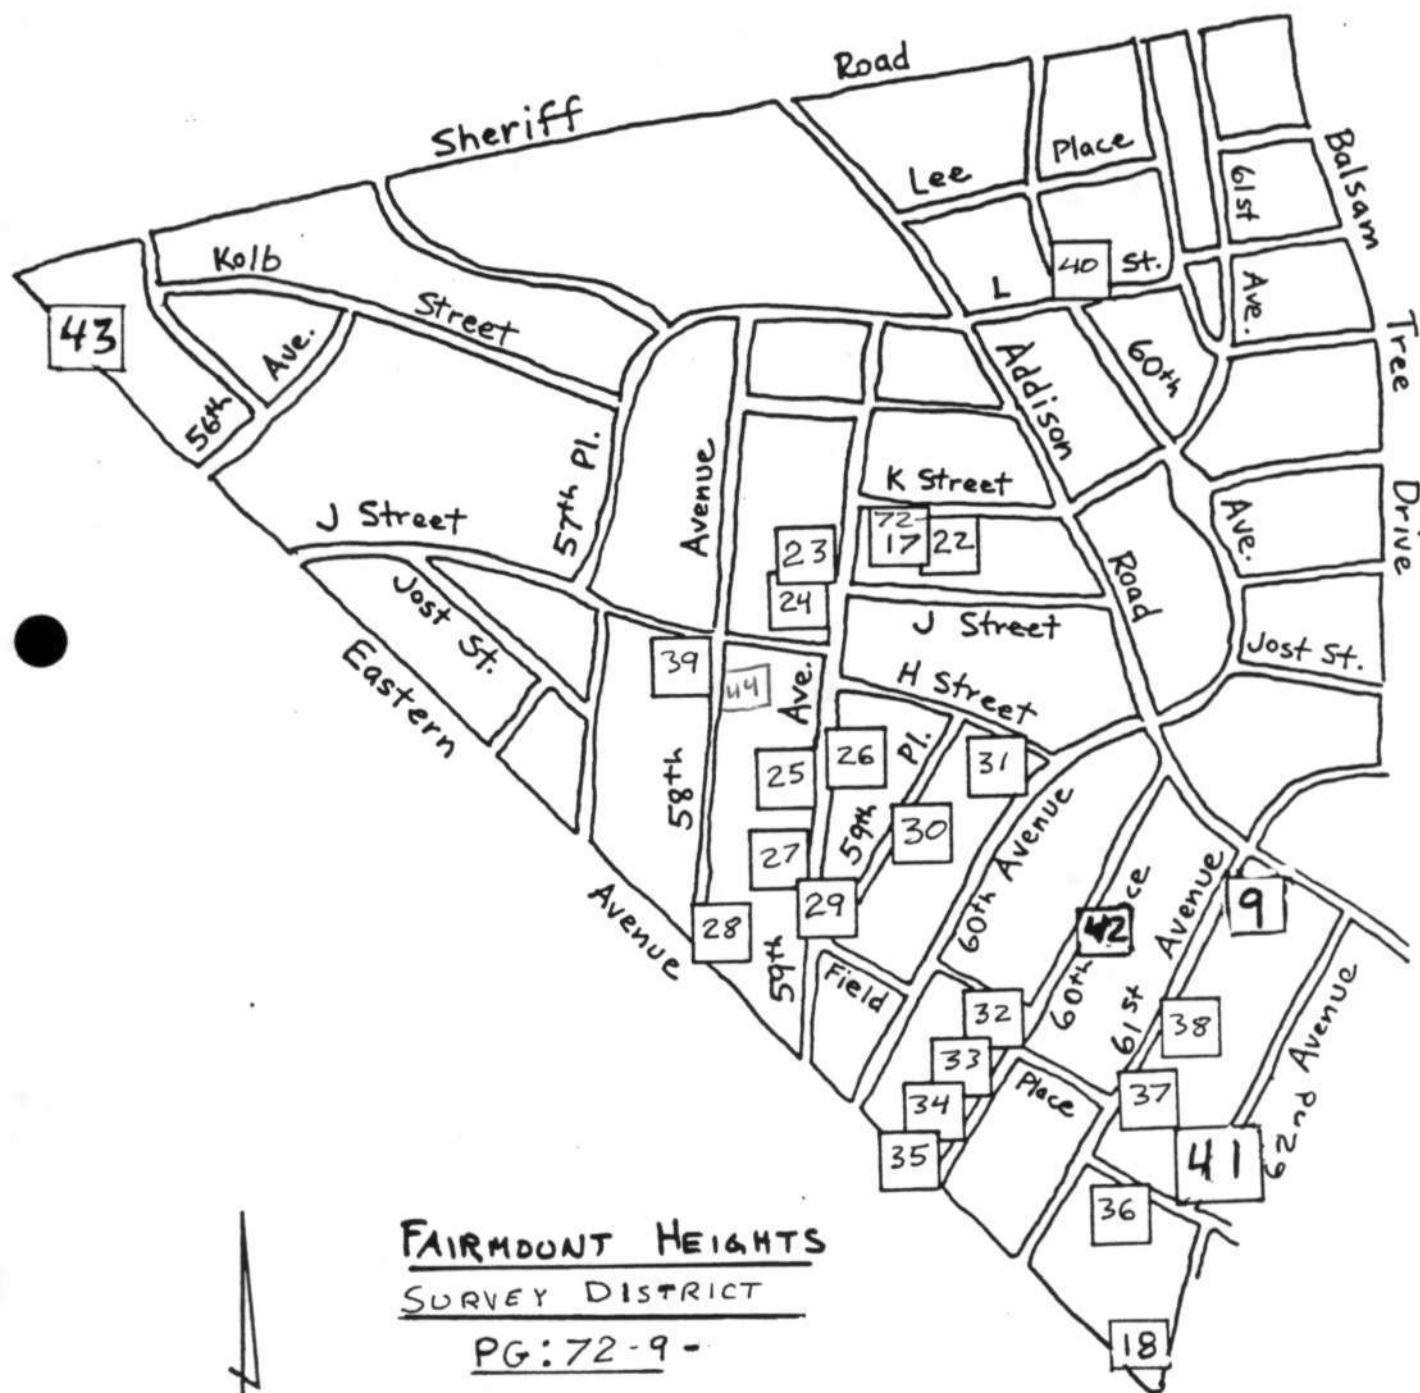 Road
Sheriff
Lee
Place
Balsam
61st
Kolb
40
St.
L
Ave.
43
Street
Ave.
Tree
60th
Addison
56th
57th Pl.
Avenue
K Street
J Street
72-
17
22
Ave.
Drive
23
24
Road
Jost St.
J Street
Jost St.
39
44
Ave.
H Street
Eastern
26
Pl.
31
25
58th
59th
30
60th Avenue
27
Avenue
29
ce
9
Avenue
28
42
59th
Field
60th
61st
62nd Avenue
32
38
33
Place
34
37
35
41
36
FAIRMOUNT HEIGHTS
SURVEY DISTRICT
PG: 72-9-
18